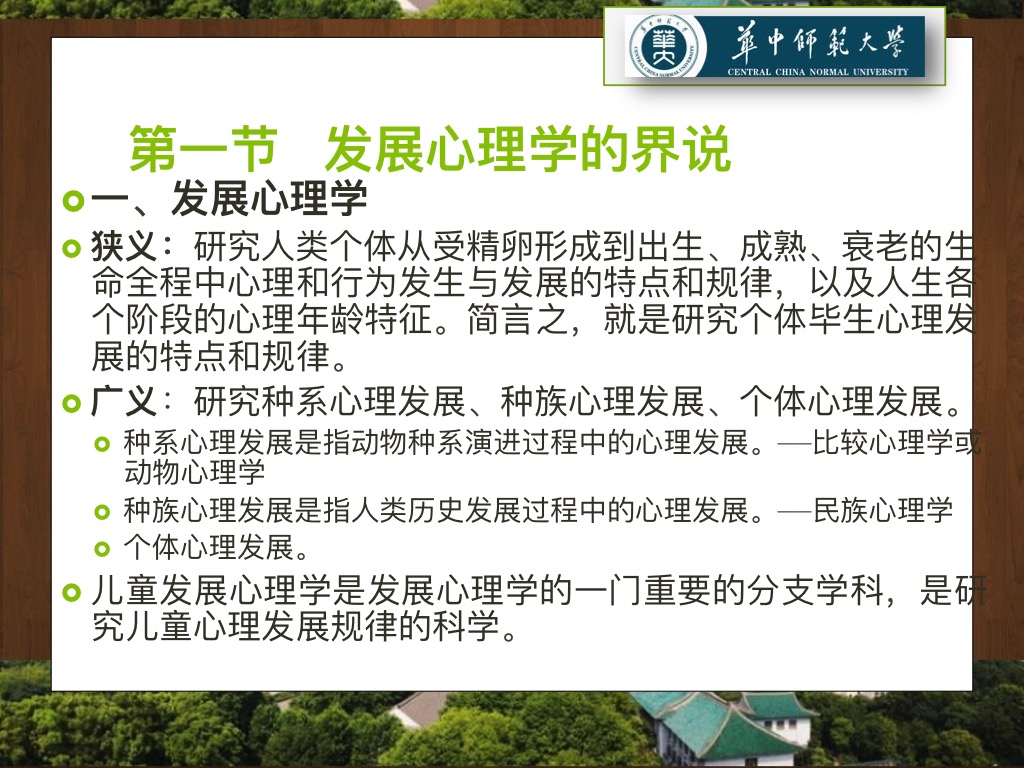 華中師範大學
CENTRAL CHINA NORMAL UNIVERSITY
第一节 发展心理学的界说
一、发展心理学
狭义：研究人类个体从受精卵形成到出生、成熟、衰老的生
命全程中心理和行为发生与发展的特点和规律，以及人生各
个阶段的心理年龄特征。简言之，就是研究个体毕生心理发
展的特点和规律。
广义：研究种系心理发展、种族心理发展、个体心理发展。
种系心理发展是指动物种系演进过程中的心理发展。——比较心理学或
动物心理学
种族心理发展是指人类历史发展过程中的心理发展。——民族心理学
个体心理发展。
儿童发展心理学是发展心理学的一门重要的分支学科，是研
究儿童心理发展规律的科学。